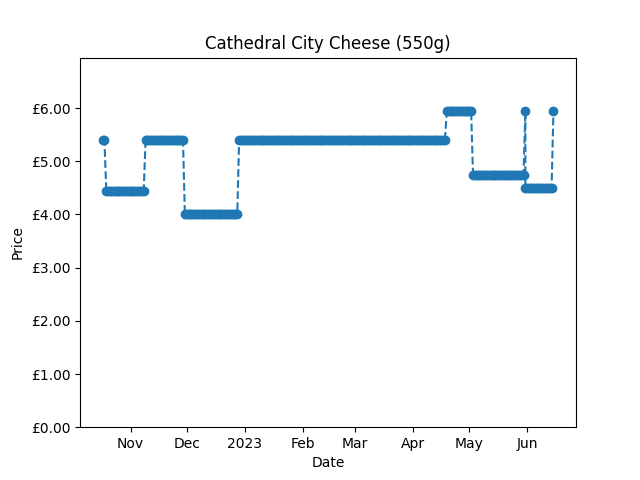 Cathedral City Cheese (550g)
£6.00
£5.00
£4.00
£3.00
£2.00
£1.00
£0.00
Price
Nov Dec 2023 Feb Mar Apr May Jun
Date